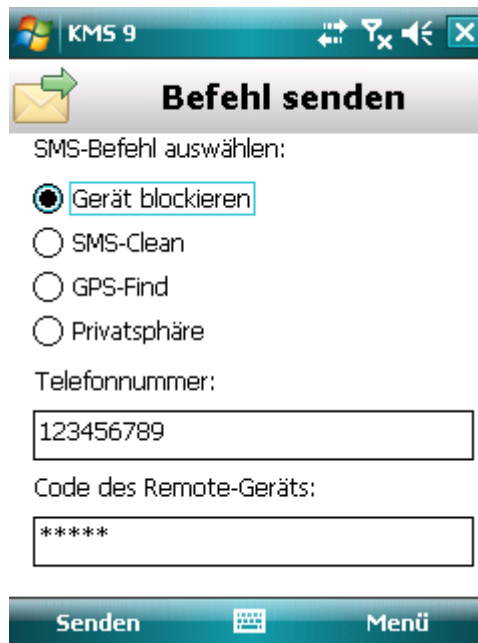 KMS 9
Befehl senden
SMS-Befehl auswählen:
Gerät blockieren
SMS-Clean
GPS-Find
Privatsphäre
Telefonnummer:
123456789
Code des Remote-Geräts:
*****
Senden
Menü